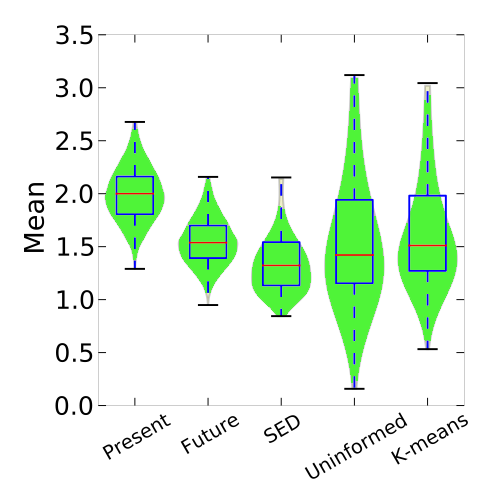 3.5
3.0
2.5
2.0
1.5
1.0
0.5
0.0
Mean
Present
Future
SED
Uninformed
K-means